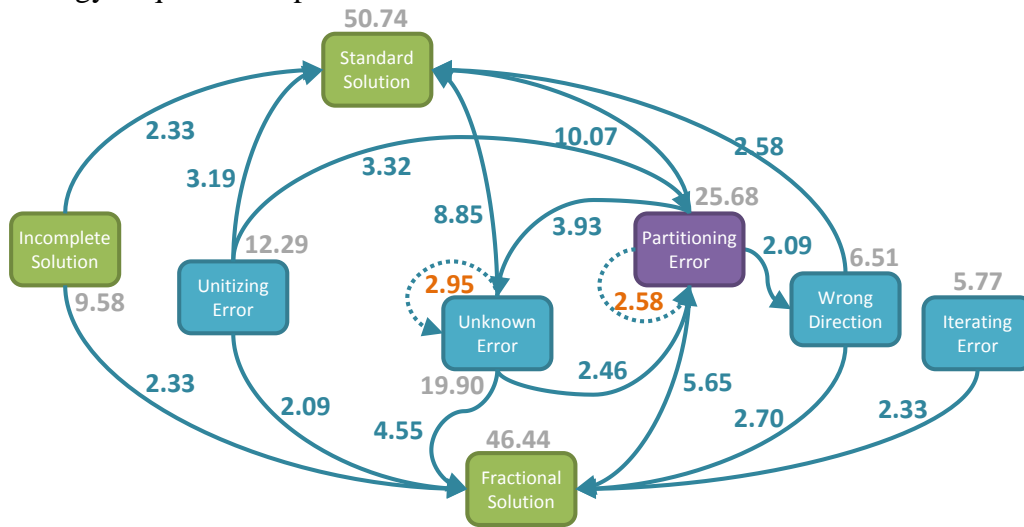 50.74
Standard
Solution
2.33
3.19
3.32
10.07
2.58
8.85
3.93
25.68
Incomplete
Solution
9.58
12.29
Unitizing
Error
2.95
Unknown
Error
19.90
Partitioning
Error
2.58
2.09
6.51
Wrong
Direction
5.77
Iterating
Error
2.33
2.09
4.55
2.46
5.65
2.70
2.33
46.44
Fractional
Solution